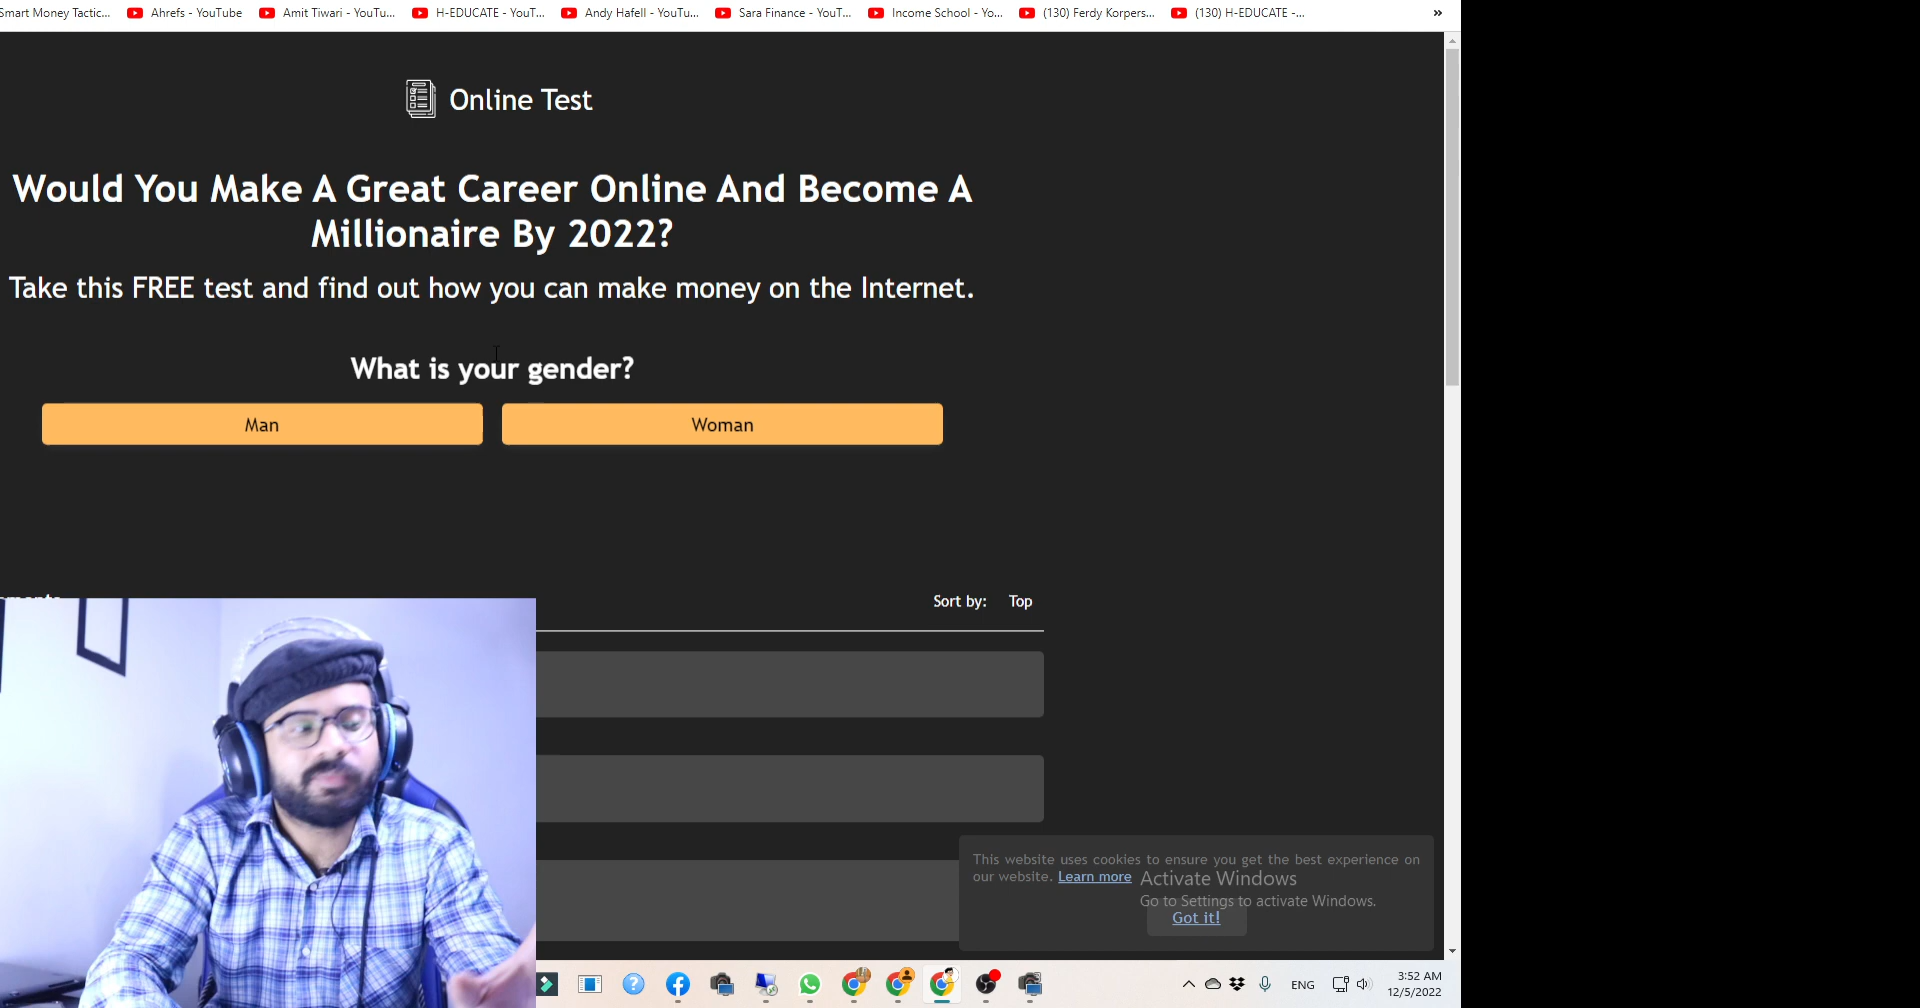 Smart Money Tactic... Ahrefs - YouTube Amit Tiwari - YouTu... H-EDUCATE - YouT... Andy Hafell - YouTu... Sara Finance - YouT... Income School - Yo... (130) Ferdy Korpers... (130) H-EDUCATE -... »
Online Test
Would You Make A Great Career Online And Become A
Millionaire By 2022?
Take this FREE test and find out how you can make money on the Internet.
What is your gender?
Man Woman
Sort by: Top
This website uses cookies to ensure you get the best experience on
our website. Learn more
Activate Windows
Go to Settings to activate Windows.
Got it!
ENG
3:52 AM
12/5/2022